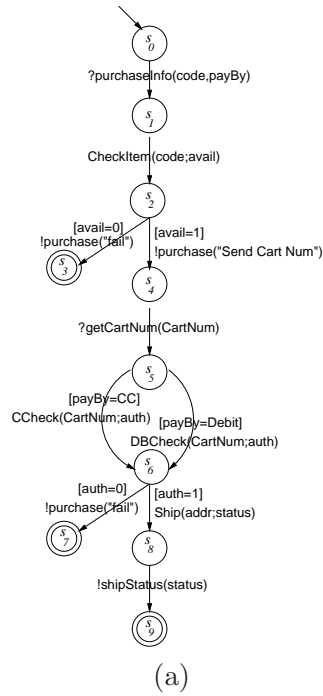 s0
?purchaseInfo(code,payBy)
s1
CheckItem(code;avail)
s2
[avail=0]
!purchase("fail")
[avail=1]
!purchase("Send Cart Num")
s3
s4
?getCartNum(CartNum)
s5
[payBy=CC]
CCheck(CartNum;auth)
[payBy=Debit]
DBCheck(CartNum;auth)
s6
[auth=0]
!purchase("fail")
[auth=1]
Ship(addr;status)
s7
s8
!shipStatus(status)
s9
(a)